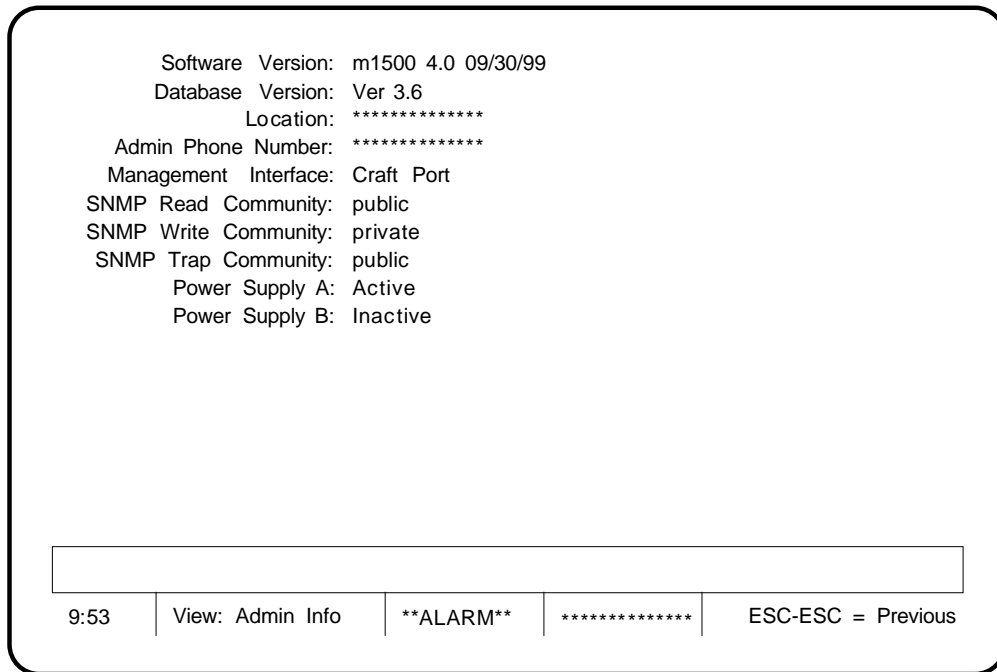 Software Version: m1500 4.0 09/30/99
Database Version: Ver 3.6
Location: **************
Admin Phone Number: **************
Management Interface: Craft Port
SNMP Read Community: public
SNMP Write Community: private
SNMP Trap Community: public
Power Supply A: Active
Power Supply B: Inactive
9:53 View: Admin Info **ALARM** ************** ESC-ESC = Previous